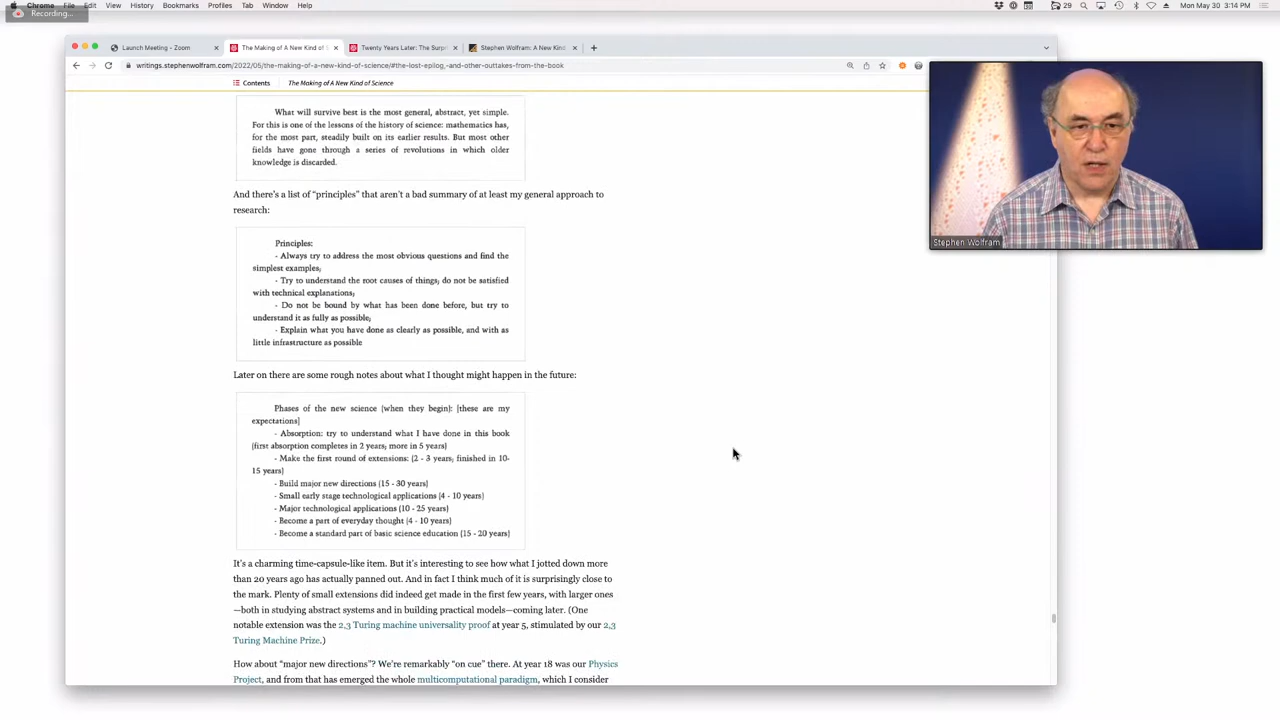 Chrome File Edit View History Bookmarks Profiles Tab Window Help
29 Mon May 30 3:14 PM
Recording...
Launch Meeting - Zoom × The Making of A New Kind of S × Twenty Years Later: The Surp × Stephen Wolfram: A New Kind × +
writings.stephenwolfram.com/2022/05/the-making-of-a-new-kind-of-science/#the-lost-epilog,-and-other-outtakes-from-the-book
Contents The Making of A New Kind of Science
What will survive best is the most general, abstract, yet simple.
For this is one of the lessons of the history of science: mathematics has,
for the most part, steadily built on its earlier results. But most other
fields have gone through a series of revolutions in which older
knowledge is discarded.
And there's a list of “principles” that aren't a bad summary of at least my general approach to
research:
Principles:
- Always try to address the most obvious questions and find the
simplest examples;
- Try to understand the root causes of things; do not be satisfied
with technical explanations;
- Do not be bound by what has been done before, but try to
understand it as fully as possible;
- Explain what you have done as clearly as possible, and with as
little infrastructure as possible
Later on there are some rough notes about what I thought might happen in the future:
Phases of the new science (when they begin): [these are my
expectations]
- Absorption: try to understand what I have done in this book
(first absorption completes in 2 years; more in 5 years)
- Make the first round of extensions: (2 - 3 years; finished in 10-
15 years)
- Build major new directions (15 - 30 years)
- Small early stage technological applications (4 - 10 years)
- Major technological applications (10 - 25 years)
- Become a part of everyday thought (4 - 10 years)
- Become a standard part of basic science education (15 - 20 years)
It's a charming time-capsule-like item. But it's interesting to see how what I jotted down more
than 20 years ago has actually panned out. And in fact I think much of it is surprisingly close to
the mark. Plenty of small extensions did indeed get made in the first few years, with larger ones
—both in studying abstract systems and in building practical models—coming later. (One
notable extension was the 2,3 Turing machine universality proof at year 5, stimulated by our 2,3
Turing Machine Prize.)
How about “major new directions”? We're remarkably “on cue” there. At year 18 was our Physics
Project, and from that has emerged the whole multicomputational paradigm, which I consider
Stephen Wolfram